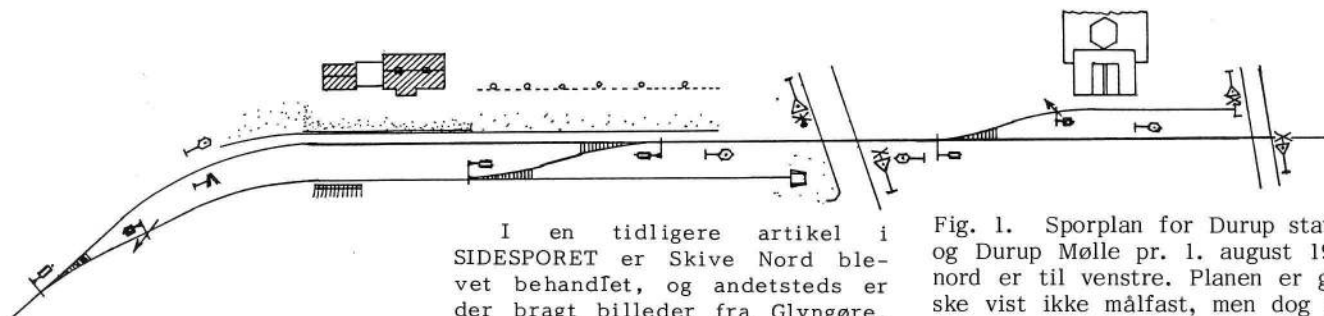 I en tidligere artikel i
SIDESPORET er Skive Nord ble-
vet behandlet, og andetsteds er
der bragt billeder fra Glyngøre.
Fig. 1. Sporplan for Durup
og Durup Mølle pr. 1. august
nord er til venstre. Planen er
ske vist ikke målfast, men dog